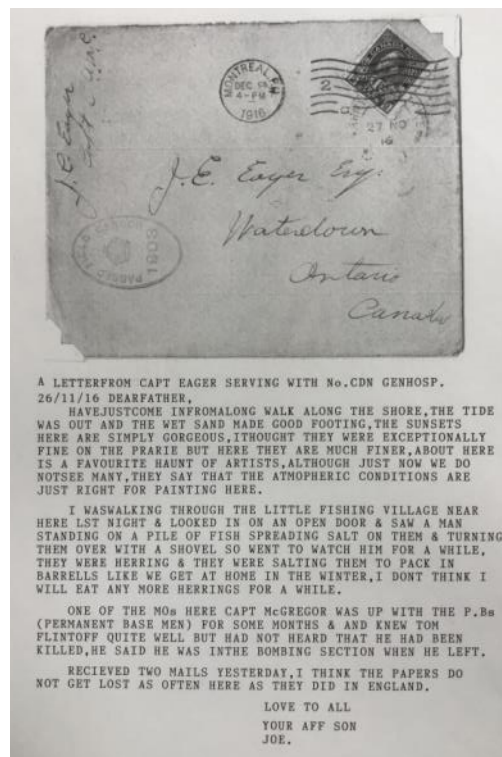 J. C. Eager
MONTREAL, P.Q.
DEC
4-PM
1916
2
27 NO
16
PASSED FIELD CENSOR
1903
J. E. Eager Esq.
Waterdown
Ontario
Canada
A LETTERFROM CAPT EAGER SERVING WITH No.CDN GENHOSP.
26/11/16 DEARFATHER,
HAVEJUSTCOME INFROMALONG WALK ALONG THE SHORE,THE TIDE
WAS OUT AND THE WET SAND MADE GOOD FOOTING,THE SUNSETS
HERE ARE SIMPLY GORGEOUS,ITHOUGHT THEY WERE EXCEPTIONALLY
FINE ON THE PRARIE BUT HERE THEY ARE MUCH FINER,ABOUT HERE
IS A FAVOURITE HAUNT OF ARTISTS,ALTHOUGH JUST NOW WE DO
NOTSEE MANY,THEY SAY THAT THE ATMOPHERIC CONDITIONS ARE
JUST RIGHT FOR PAINTING HERE.
I WASWALKING THROUGH THE LITTLE FISHING VILLAGE NEAR
HERE LST NIGHT & LOOKED IN ON AN OPEN DOOR & SAW A MAN
STANDING ON A PILE OF FISH SPREADING SALT ON THEM & TURNING
THEM OVER WITH A SHOVEL SO WENT TO WATCH HIM FOR A WHILE,
THEY WERE HERRING & THEY WERE SALTING THEM TO PACK IN
BARRELLS LIKE WE GET AT HOME IN THE WINTER,I DONT THINK I
WILL EAT ANY MORE HERRINGS FOR A WHILE.
ONE OF THE MOs HERE CAPT McGREGOR WAS UP WITH THE P.Bs
(PERMANENT BASE MEN) FOR SOME MONTHS & AND KNEW TOM
FLINTOFF QUITE WELL BUT HAD NOT HEARD THAT HE HAD BEEN
KILLED,HE SAID HE WAS INTHE BOMBING SECTION WHEN HE LEFT.
RECIEVED TWO MAILS YESTERDAY,I THINK THE PAPERS DO
NOT GET LOST AS OFTEN HERE AS THEY DID IN ENGLAND.
LOVE TO ALL
YOUR AFF SON
JOE.